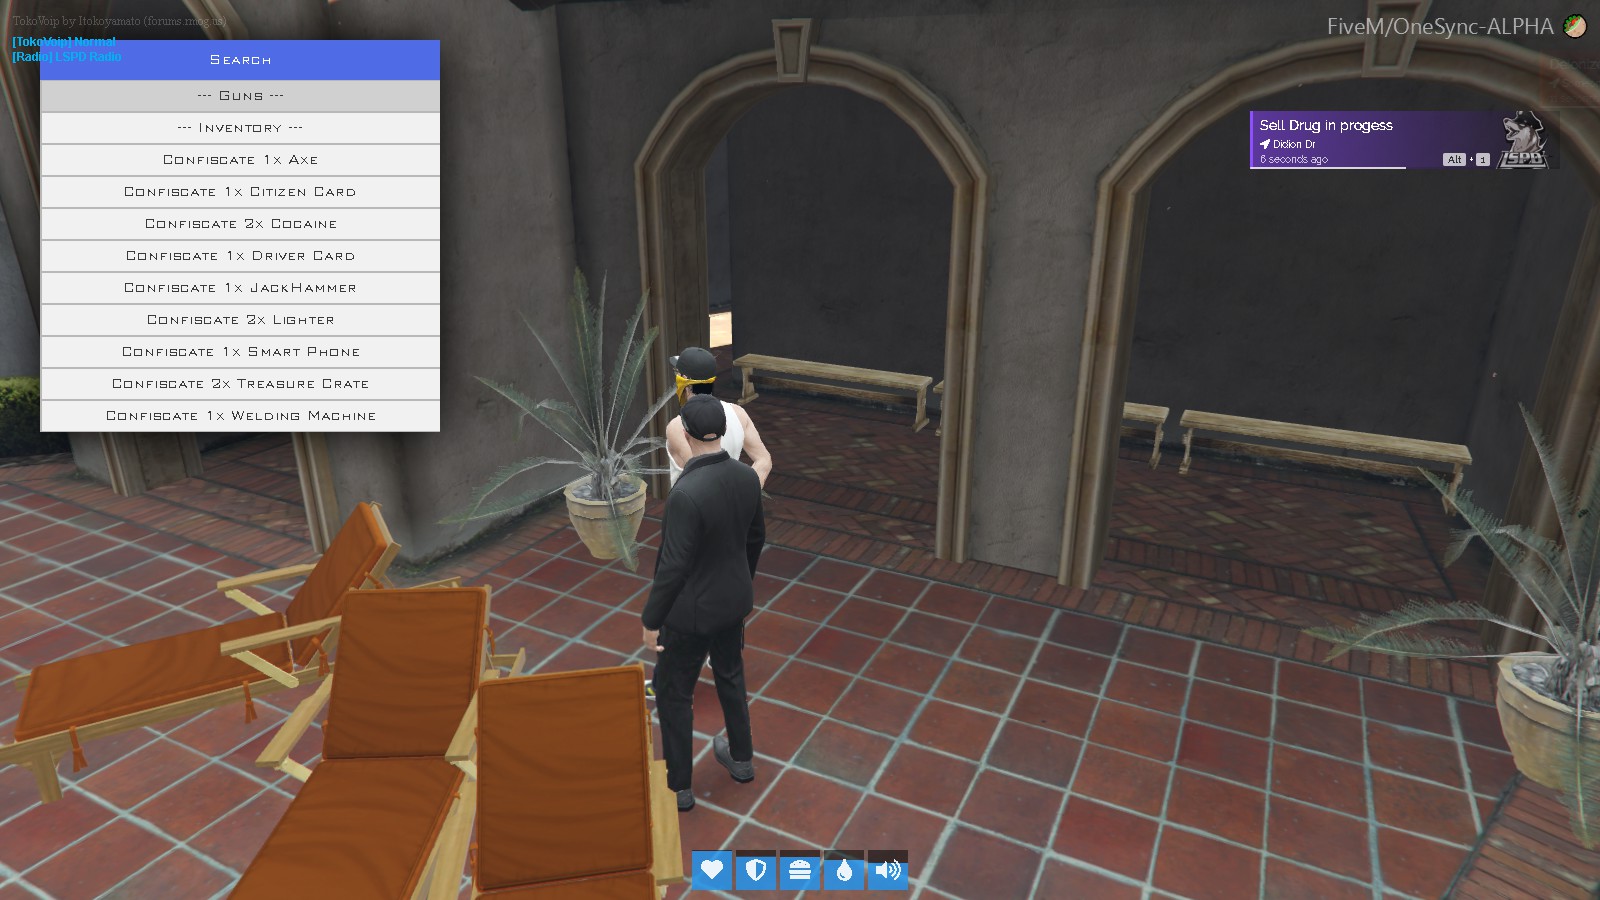 TokoVoip by Itokoyamato (forums.rmog.us)
[TokoVoip] Normal
[Radio] LSPD Radio
Search
--- Guns ---
--- Inventory ---
Confiscate 1x Axe
Confiscate 1x Citizen Card
Confiscate 2x Cocaine
Confiscate 1x Driver Card
Confiscate 1x JackHammer
Confiscate 2x Lighter
Confiscate 1x Smart Phone
Confiscate 2x Treasure Crate
Confiscate 1x Welding Machine
FiveM/OneSync-ALPHA
Sell Drug in progess
Didion Dr
6 seconds ago
Alt + 1
LSPD